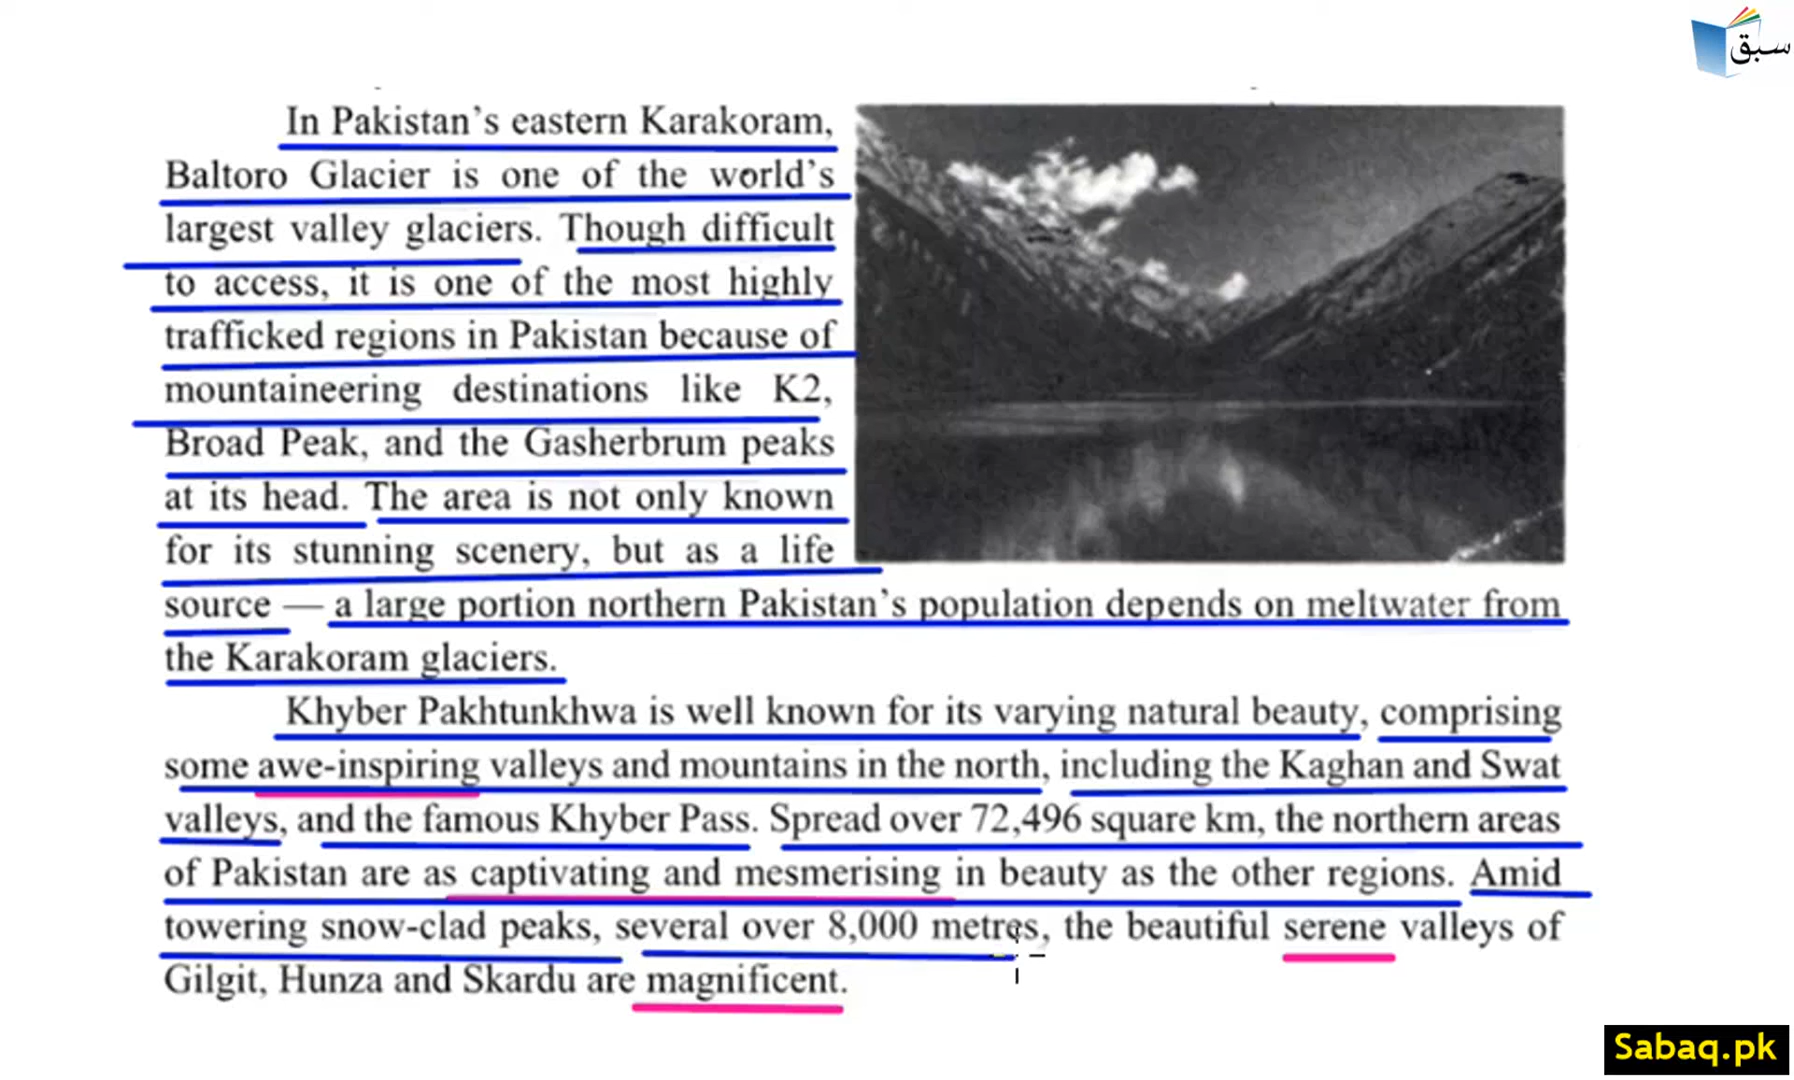 سبق
In Pakistan's eastern Karakoram,
Baltoro Glacier is one of the world's
largest valley glaciers. Though difficult
to access, it is one of the most highly
trafficked regions in Pakistan because of
mountaineering destinations like K2,
Broad Peak, and the Gasherbrum peaks
at its head. The area is not only known
for its stunning scenery, but as a life
source — a large portion northern Pakistan's population depends on meltwater from
the Karakoram glaciers.
Khyber Pakhtunkhwa is well known for its varying natural beauty, comprising
some awe-inspiring valleys and mountains in the north, including the Kaghan and Swat
valleys, and the famous Khyber Pass. Spread over 72,496 square km, the northern areas
of Pakistan are as captivating and mesmerising in beauty as the other regions. Amid
towering snow-clad peaks, several over 8,000 metres, the beautiful serene valleys of
Gilgit, Hunza and Skardu are magnificent.
Sabaq.pk